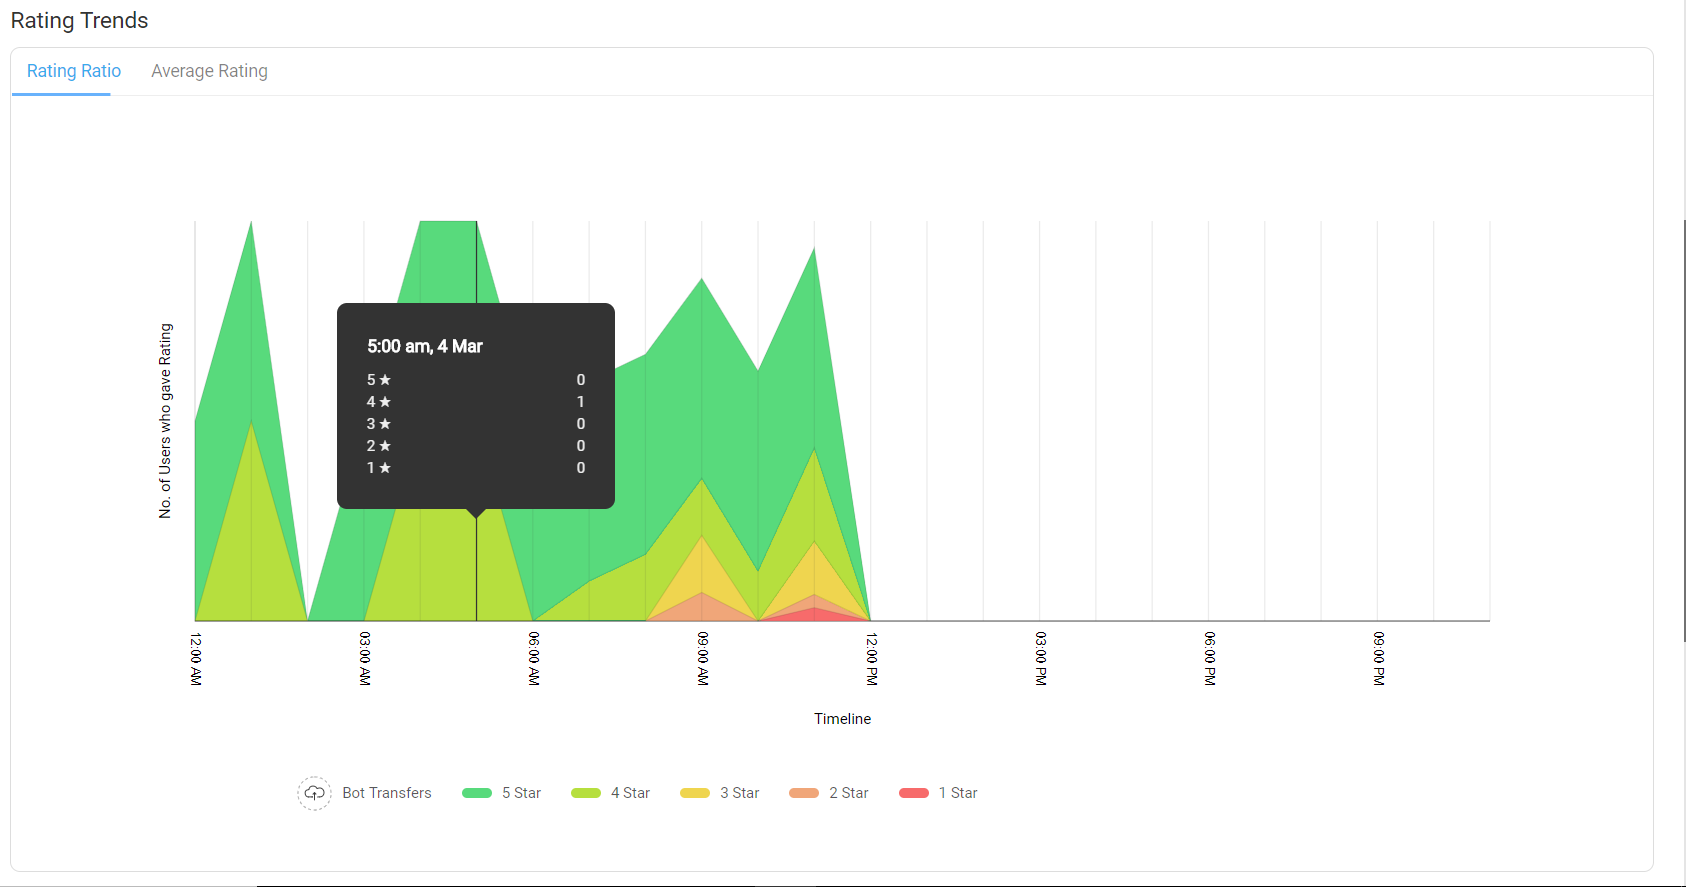 Rating Trends
Rating Ratio Average Rating
No. of Users who gave Rating
5:00 am, 4 Mar
5 ★ 0
4 ★ 1
3 ★ 0
2 ★ 0
1 ★ 0
12:00 AM 03:00 AM 06:00 AM 09:00 AM 12:00 PM 03:00 PM 06:00 PM 09:00 PM
Timeline
Bot Transfers 5 Star 4 Star 3 Star 2 Star 1 Star